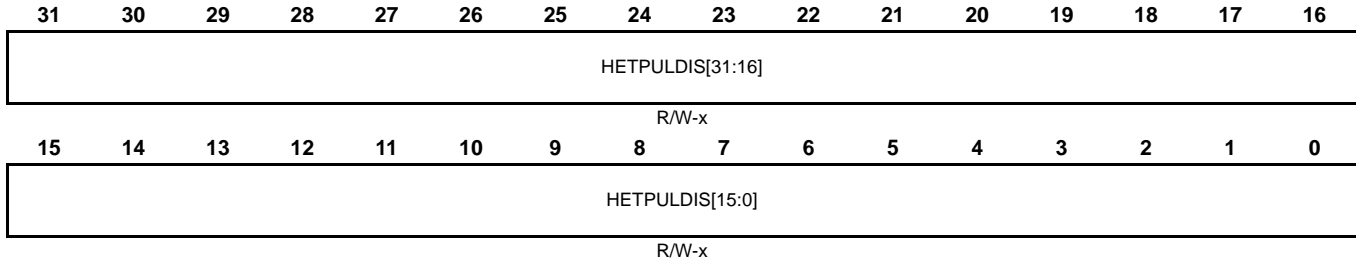 31 30 29 28 27 26 25 24 23 22 21 20 19 18 17 16
HETPULDIS[31:16]
R/W-x
15 14 13 12 11 10 9 8 7 6 5 4 3 2 1 0
HETPULDIS[15:0]
R/W-x